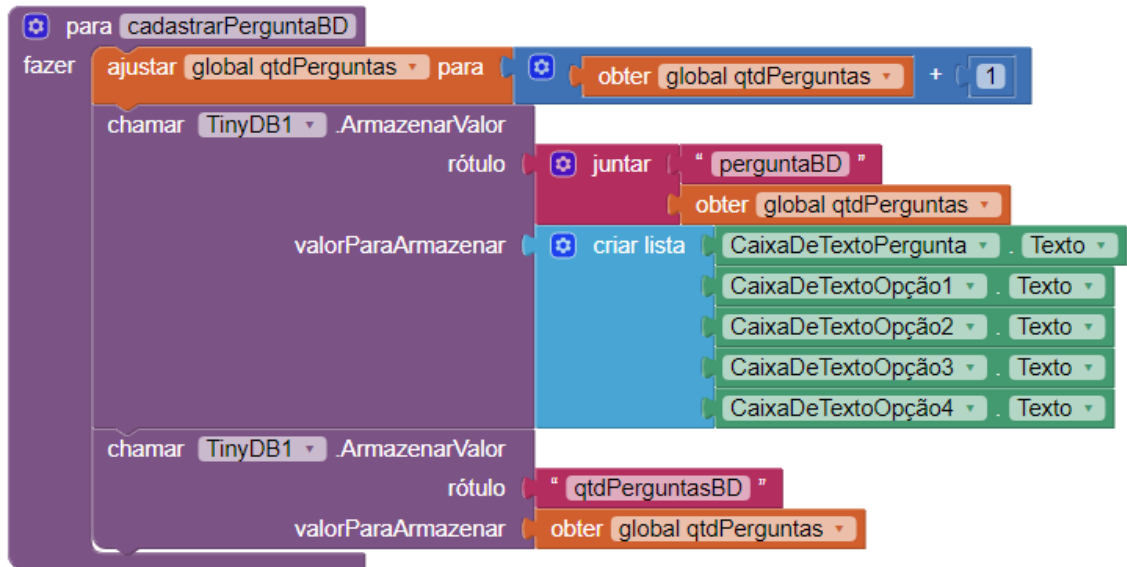 para cadastrarPerguntaBD
fazer ajustar global qtdPerguntas para obter global qtdPerguntas + 1
chamar TinyDB1 .ArmazenarValor
rótulo juntar “ perguntaBD ”
obter global qtdPerguntas
valorParaArmazenar criar lista CaixaDeTextoPergunta . Texto
CaixaDeTextoOpção1 . Texto
CaixaDeTextoOpção2 . Texto
CaixaDeTextoOpção3 . Texto
CaixaDeTextoOpção4 . Texto
chamar TinyDB1 .ArmazenarValor
rótulo “ qtdPerguntasBD ”
valorParaArmazenar obter global qtdPerguntas